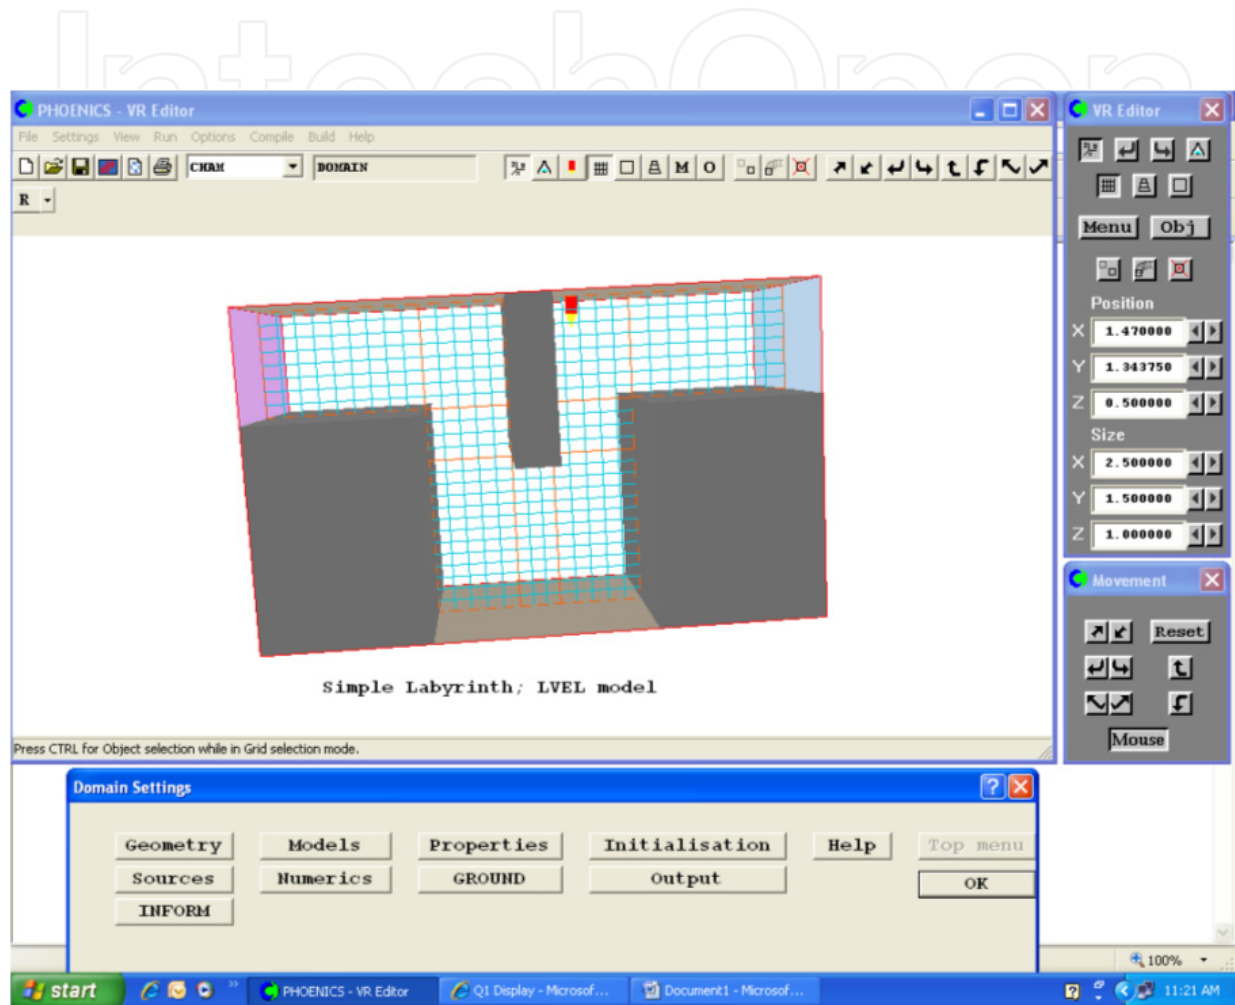 IntechOpen
PHOENICS - VR Editor
File Settings View Run Options Compile Build Help
CHAM DOMAIN M O
R
Simple Labyrinth; LVEL model
Press CTRL for Object selection while in Grid selection mode.
VR Editor
Menu Obj
Position
X 1.470000
Y 1.343750
Z 0.500000
Size
X 2.500000
Y 1.500000
Z 1.000000
Movement
Reset
Mouse
Domain Settings
Geometry Models Properties Initialisation Help Top menu
Sources Numerics GROUND Output OK
INFORM
100%
start PHOENICS - VR Editor Q1 Display - Microsof... Document1 - Microsof... 11:21 AM